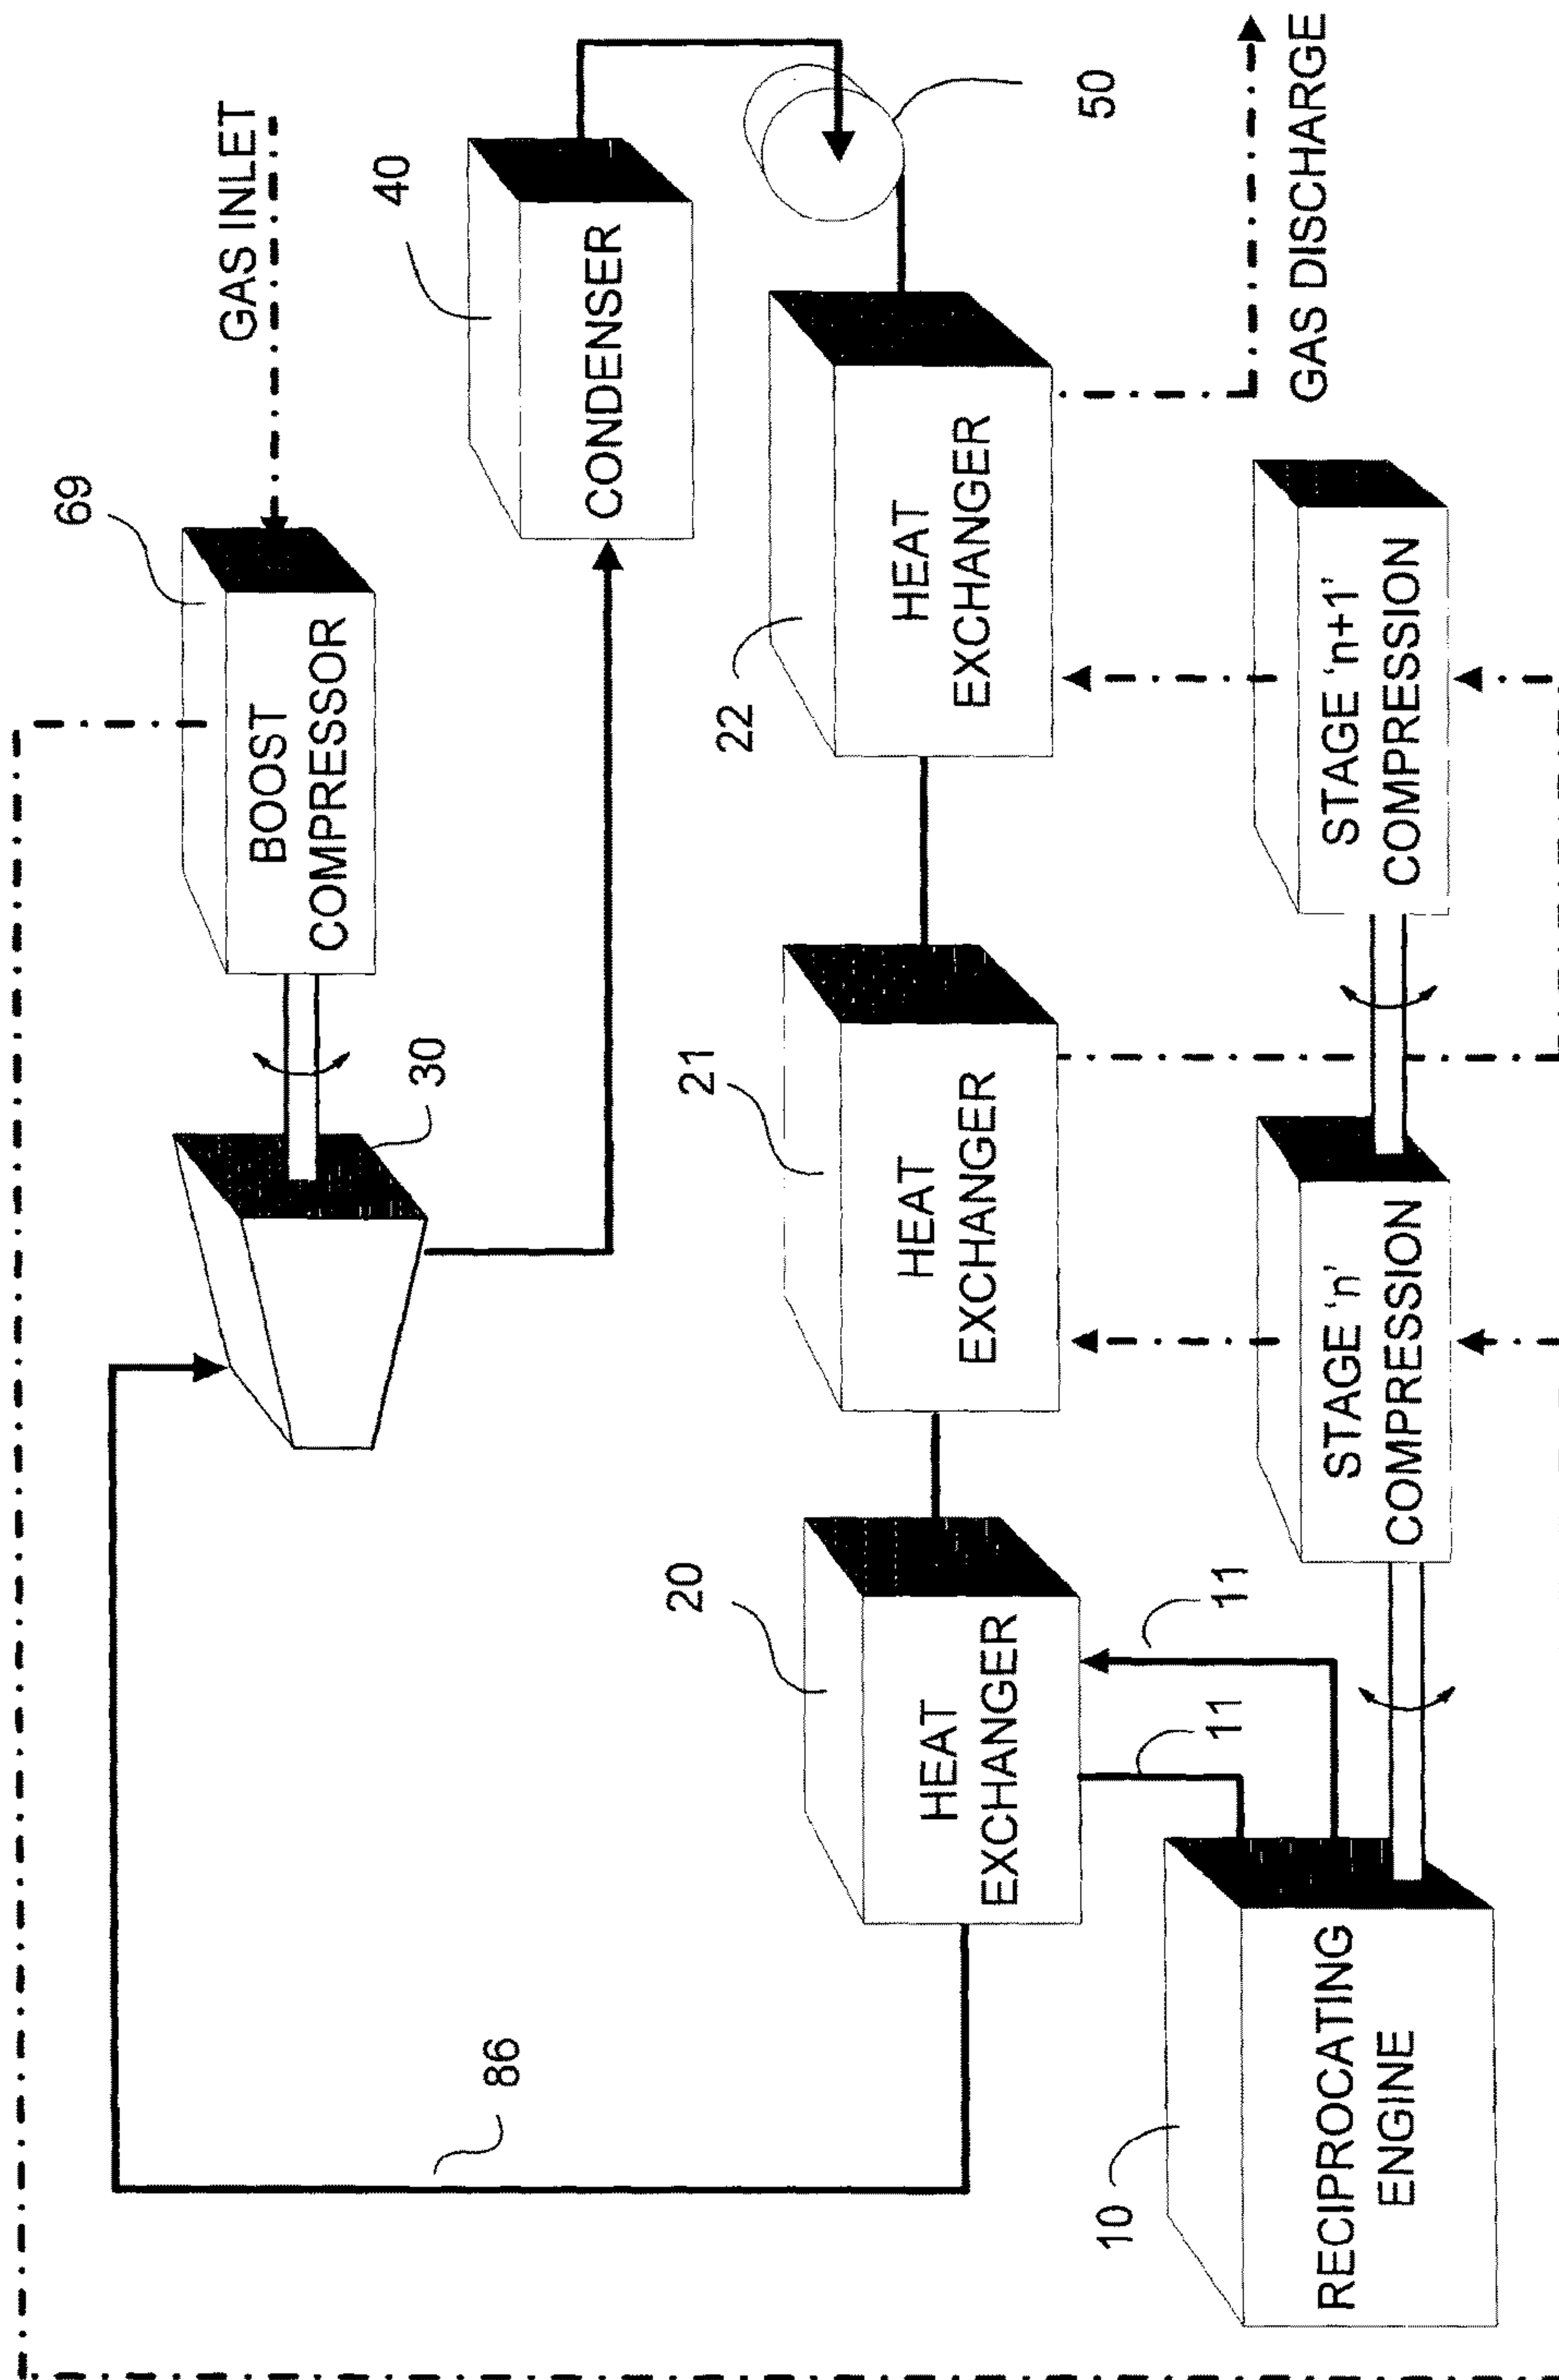 69
GAS INLET
BOOST
COMPRESSOR
40
30
86
CONDENSER
20
21
22
HEAT
EXCHANGER
HEAT
EXCHANGER
HEAT
EXCHANGER
50
10
11
11
GAS DISCHARGE
RECIPROCATING
ENGINE
STAGE 'n'
COMPRESSION
STAGE 'n+1'
COMPRESSION